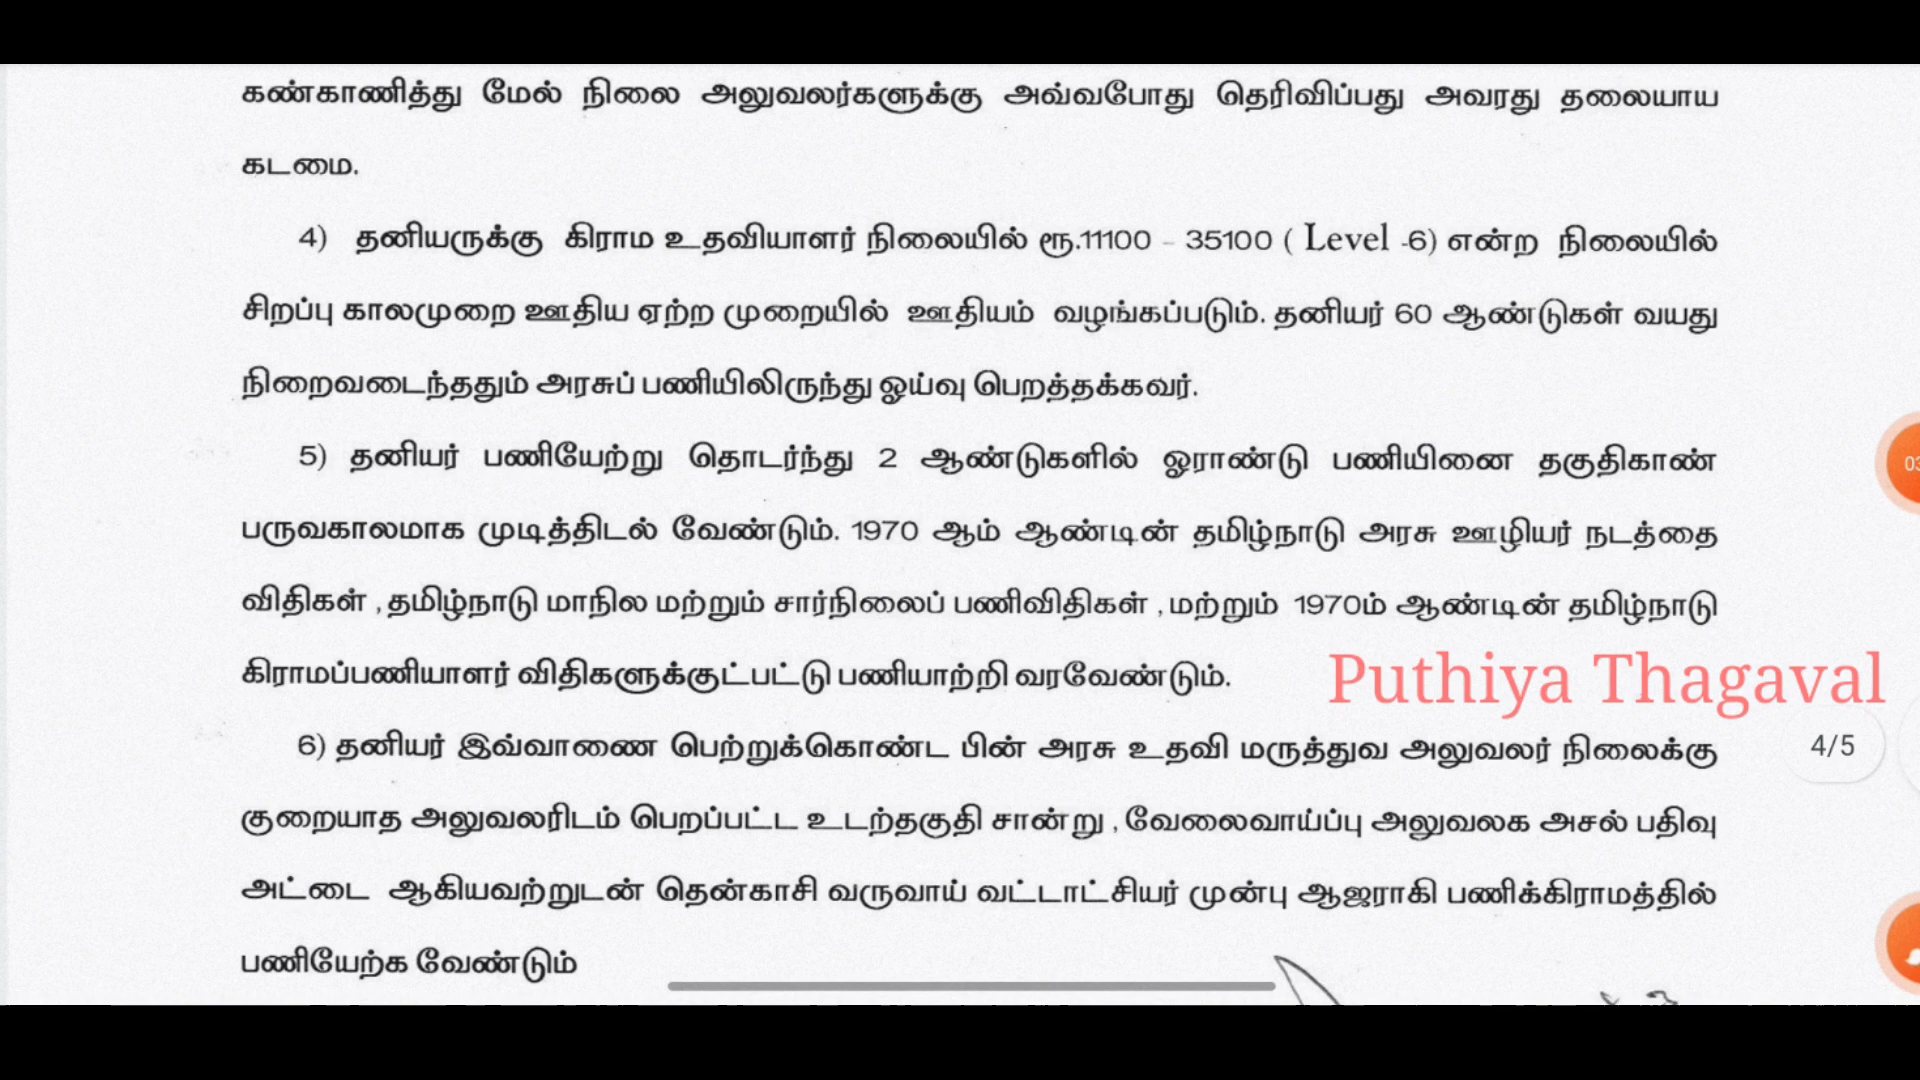 கண்காணித்து மேல் நிலை அலுவலர்களுக்கு அவ்வபோது தெரிவிப்பது அவரது தலையாய
கடமை.
4) தனியருக்கு கிராம உதவியாளர் நிலையில் ரூ.11100 – 35100 ( Level -6) என்ற நிலையில்
சிறப்பு காலமுறை ஊதிய ஏற்ற முறையில் ஊதியம் வழங்கப்படும். தனியர் 60 ஆண்டுகள் வயது
நிறைவடைந்ததும் அரசுப் பணியிலிருந்து ஓய்வு பெறத்தக்கவர்.
5) தனியர் பணியேற்று தொடர்ந்து 2 ஆண்டுகளில் ஓராண்டு பணியினை தகுதிகாண்
பருவகாலமாக முடித்திடல் வேண்டும். 1970 ஆம் ஆண்டின் தமிழ்நாடு அரசு ஊழியர் நடத்தை
விதிகள் , தமிழ்நாடு மாநில மற்றும் சார்நிலைப் பணிவிதிகள் , மற்றும் 1970ம் ஆண்டின் தமிழ்நாடு
கிராமப்பணியாளர் விதிகளுக்குட்பட்டு பணியாற்றி வரவேண்டும்.
Puthiya Thagaval
6) தனியர் இவ்வாணை பெற்றுக்கொண்ட பின் அரசு உதவி மருத்துவ அலுவலர் நிலைக்கு
4/5
குறையாத அலுவலரிடம் பெறப்பட்ட உடற்தகுதி சான்று , வேலைவாய்ப்பு அலுவலக அசல் பதிவு
அட்டை ஆகியவற்றுடன் தென்காசி வருவாய் வட்டாட்சியர் முன்பு ஆஜராகி பணிக்கிராமத்தில்
பணியேற்க வேண்டும்